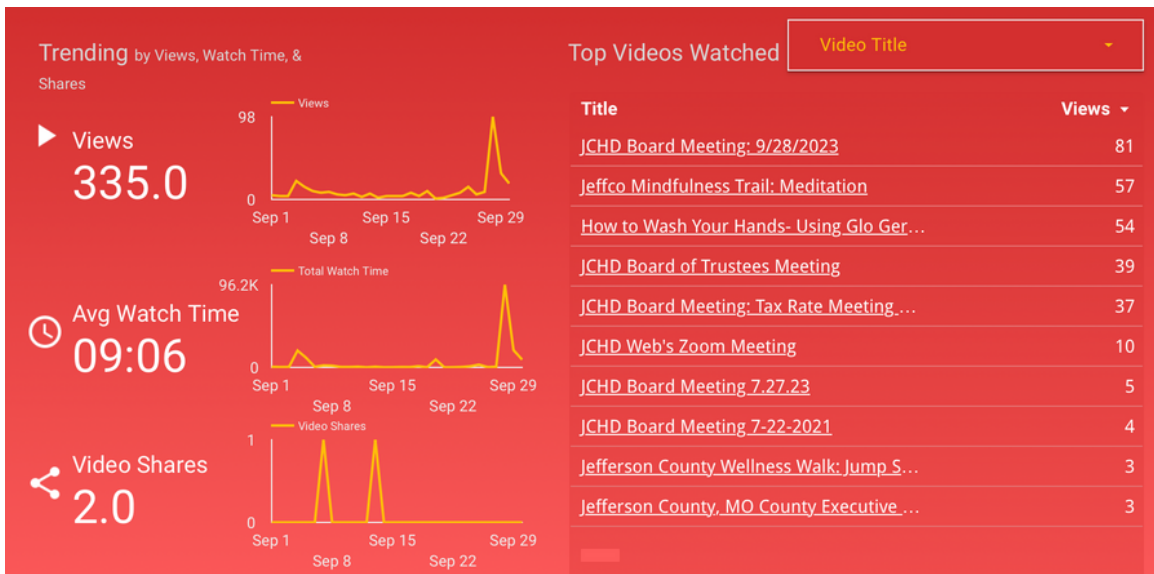 Trending by Views, Watch Time, &
Shares
Views
98
0
Sep 1
Sep 8
Sep 15
Sep 22
Sep 29
Views
335.0
Total Watch Time
96.2K
0
Sep 1
Sep 8
Sep 15
Sep 22
Sep 29
Avg Watch Time
09:06
Video Shares
1
0
Sep 1
Sep 8
Sep 15
Sep 22
Sep 29
Video Shares
2.0
Top Videos Watched
Video Title
Title Views
JCHD Board Meeting: 9/28/2023 81
Jeffco Mindfulness Trail: Meditation 57
How to Wash Your Hands- Using Glo Ger... 54
JCHD Board of Trustees Meeting 39
JCHD Board Meeting: Tax Rate Meeting ... 37
JCHD Web's Zoom Meeting 10
JCHD Board Meeting 7.27.23 5
JCHD Board Meeting 7-22-2021 4
Jefferson County Wellness Walk: Jump S... 3
Jefferson County, MO County Executive ... 3